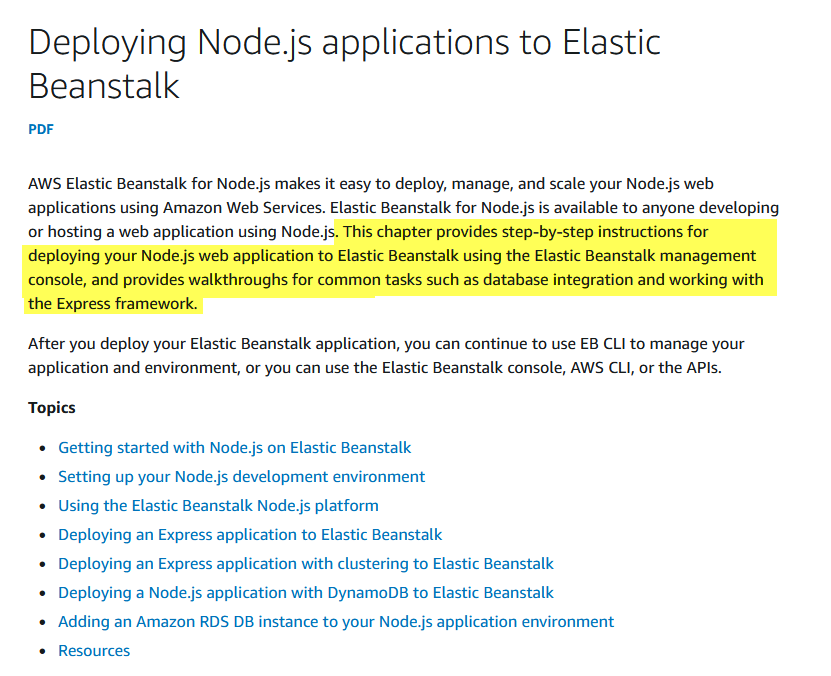 Deploying Node.js applications to Elastic
Beanstalk
PDF
AWS Elastic Beanstalk for Node.js makes it easy to deploy, manage, and scale your Node.js web
applications using Amazon Web Services. Elastic Beanstalk for Node.js is available to anyone developing
or hosting a web application using Node.js. This chapter provides step-by-step instructions for
deploying your Node.js web application to Elastic Beanstalk using the Elastic Beanstalk management
console, and provides walkthroughs for common tasks such as database integration and working with
the Express framework.
After you deploy your Elastic Beanstalk application, you can continue to use EB CLI to manage your
application and environment, or you can use the Elastic Beanstalk console, AWS CLI, or the APIs.
Topics
• Getting started with Node.js on Elastic Beanstalk
• Setting up your Node.js development environment
• Using the Elastic Beanstalk Node.js platform
• Deploying an Express application to Elastic Beanstalk
• Deploying an Express application with clustering to Elastic Beanstalk
• Deploying a Node.js application with DynamoDB to Elastic Beanstalk
• Adding an Amazon RDS DB instance to your Node.js application environment
• Resources